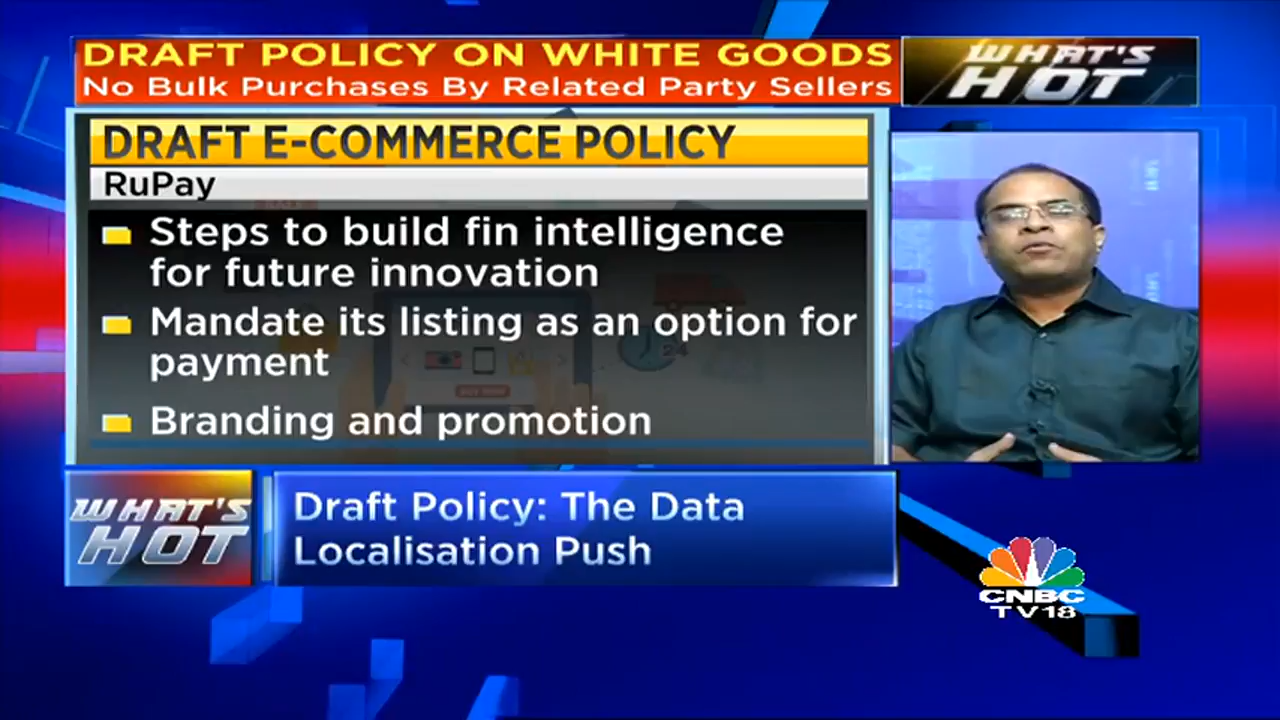 DRAFT POLICY ON WHITE GOODS
No Bulk Purchases By Related Party Sellers
WHAT'S
HOT
DRAFT E-COMMERCE POLICY
RuPay
Steps to build fin intelligence
for future innovation
Mandate its listing as an option for
payment
Branding and promotion
24
WHAT'S
HOT
Draft Policy: The Data
Localisation Push
CNBC
TV18